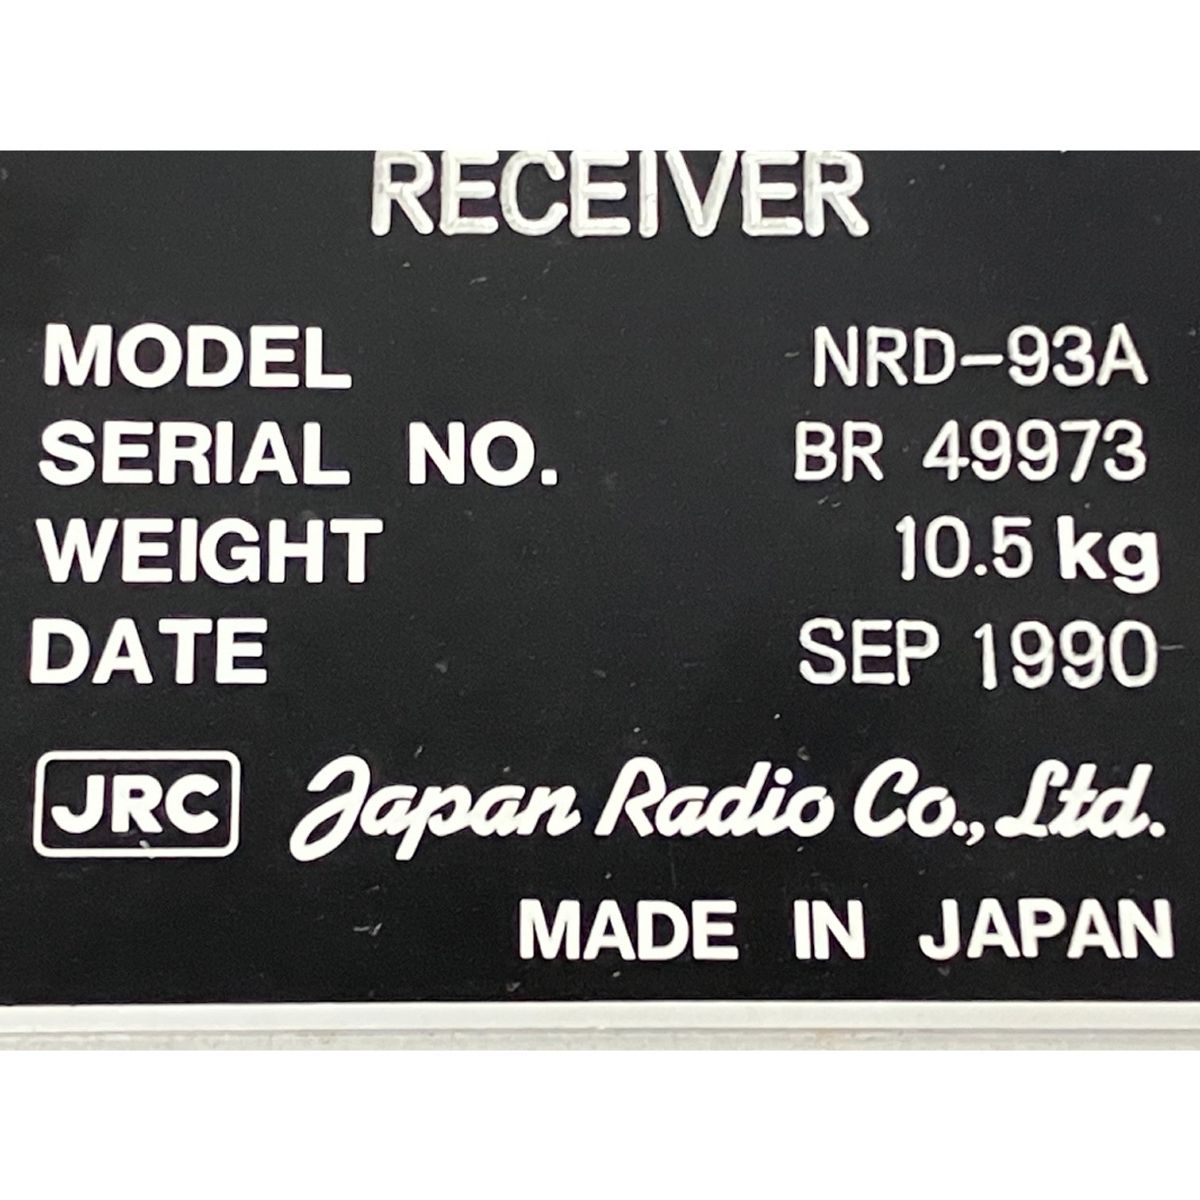 RECEIVER
MODEL NRD-93A
SERIAL NO. BR 49973
WEIGHT 10.5 kg
DATE SEP 1990
JRC Japan Radio Co., Ltd.
MADE IN JAPAN